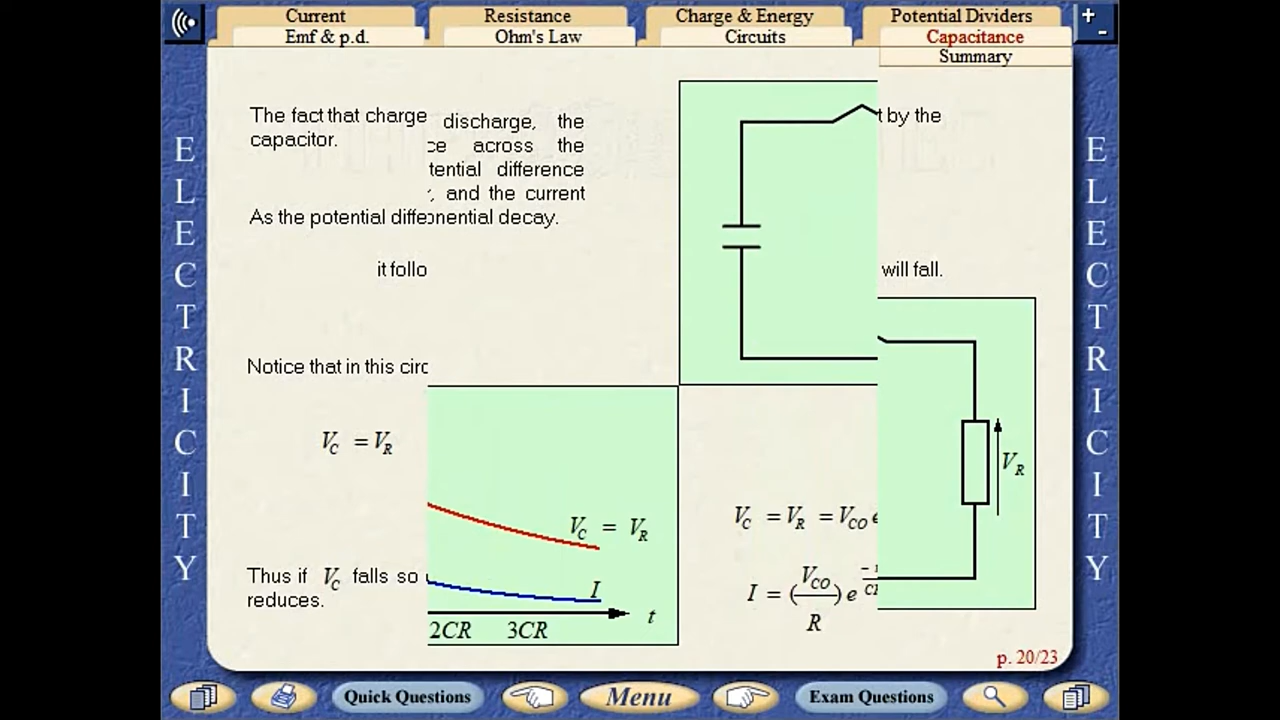 Current Resistance Charge & Energy Potential Dividers + -
Emf & p.d. Ohm's Law Circuits Capacitance
Summary
The fact that charge discharge, the t by the
capacitor. ce across the
tential difference
, and the current
As the potential diffeonential decay.
it follo will fall.
Notice that in this circ
V_C = V_R
V_C = V_R
V_R
V_C = V_R = V_CO e
Thus if V_C falls so
reduces.
I
t
2CR 3CR
I = (V_CO / R) e
p. 20/23
ELECTRICITY
ELECTRICITY
Quick Questions Menu Exam Questions